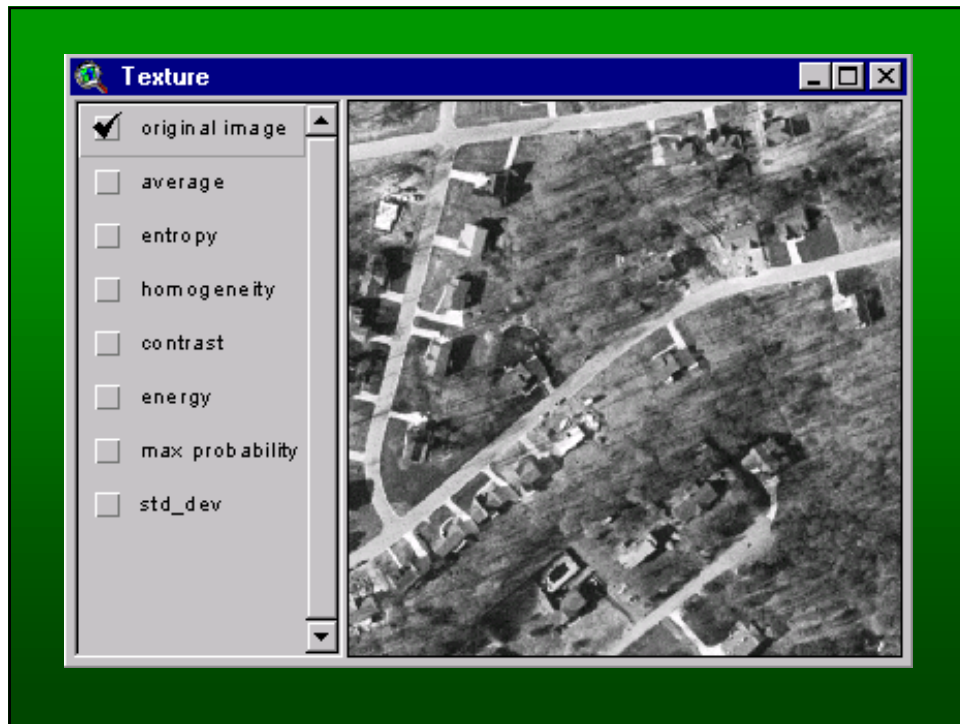 Texture
original image
average
entropy
homogeneity
contrast
energy
max probability
std_dev